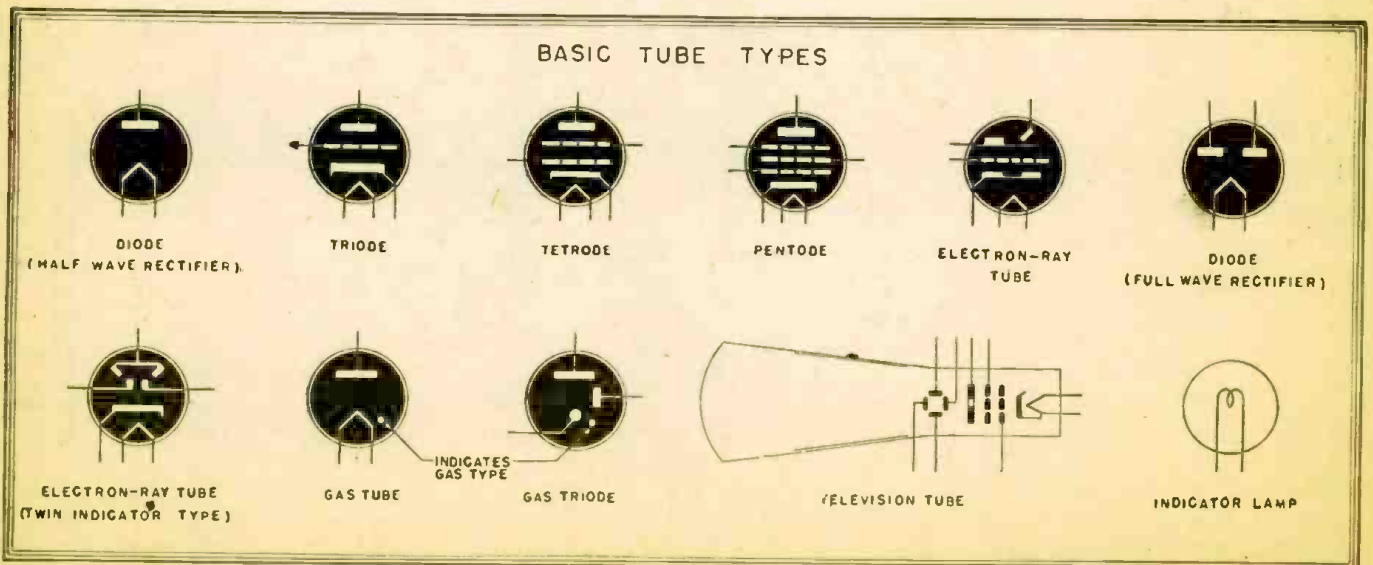 BASIC TUBE TYPES
DIODE
(HALF WAVE RECTIFIER)
TRIODE
TETRODE
PENTODE
ELECTRON-RAY
TUBE
DIODE
(FULL WAVE RECTIFIER)
ELECTRON-RAY TUBE
(TWIN INDICATOR TYPE)
GAS TUBE
INDICATES
GAS TYPE
GAS TRIODE
TELEVISION TUBE
INDICATOR LAMP